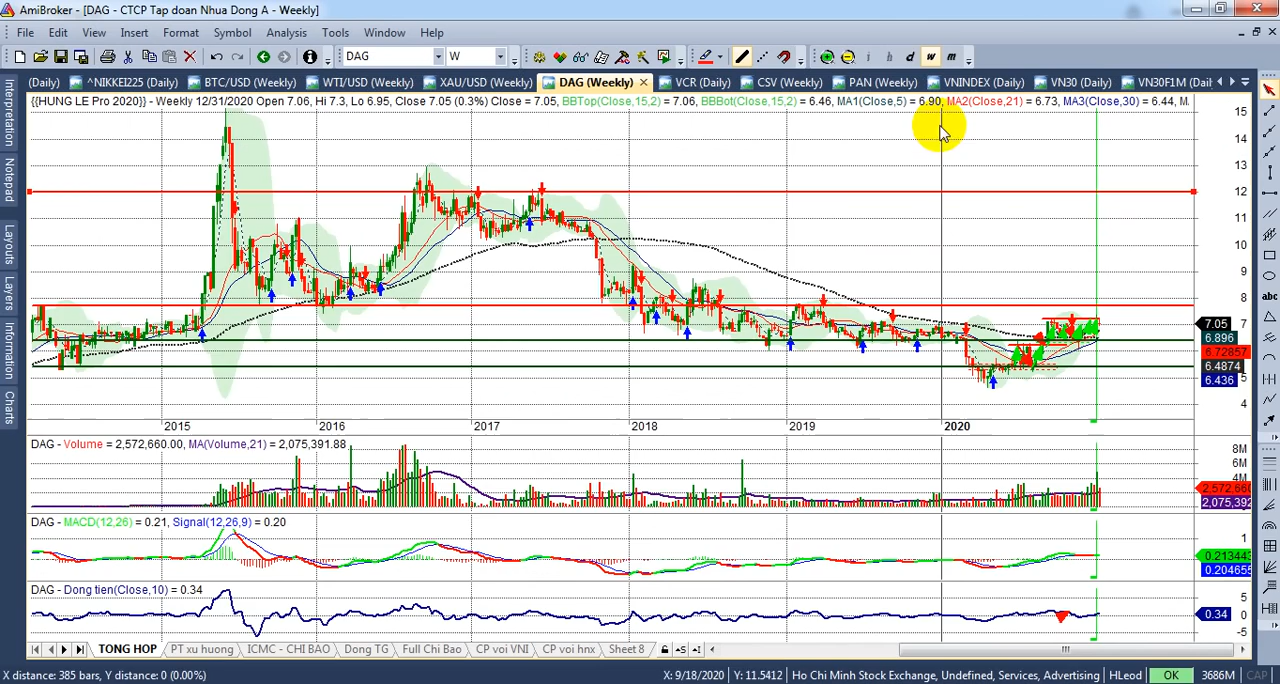 AmiBroker - [DAG - CTCP Tap doan Nhua Dong A - Weekly]
File Edit View Insert Format Symbol Analysis Tools Window Help
DAG W i h d w m
(Daily) ^NIKKEI225 (Daily) BTC/USD (Weekly) WTI/USD (Weekly) XAU/USD (Weekly) DAG (Weekly) VCR (Daily) CSV (Weekly) PAN (Weekly) VNINDEX (Daily) VN30 (Daily) VN30F1M (Daily)
{{HUNG LE Pro 2020}} - Weekly 12/31/2020 Open 7.06, Hi 7.3, Lo 6.95, Close 7.05 (0.3%) Close = 7.05, BBTop(Close,15,2) = 7.06, BBBot(Close,15,2) = 6.46, MA1(Close,5) = 6.90, MA2(Close,21) = 6.73, MA3(Close,30) = 6.44, M
Interpretation
Notepad
Layouts
Layers
Information
Charts
15
14
13
12
11
10
9
8
7
7.05
6.896
6.72857
6.4874
6.436
5
4
abc
2015 2016 2017 2018 2019 2020
DAG - Volume = 2,572,660.00, MA(Volume,21) = 2,075,391.88
8M
6M
4M
2,572,660
2,075,392
DAG - MACD(12,26) = 0.21, Signal(12,26,9) = 0.20
1
0.213443
0.204655
DAG - Dong tien(Close,10) = 0.34
5
0.34
0
-5
TONG HOP PT xu huong ICMC - CHI BAO Dong TG Full Chi Bao CP voi VNI CP voi hnx Sheet 8
X distance: 385 bars, Y distance: 0 (0.00%) X: 9/18/2020 Y: 11.5412 Ho Chi Minh Stock Exchange, Undefined, Services, Advertising HLeod OK 3686M CAP